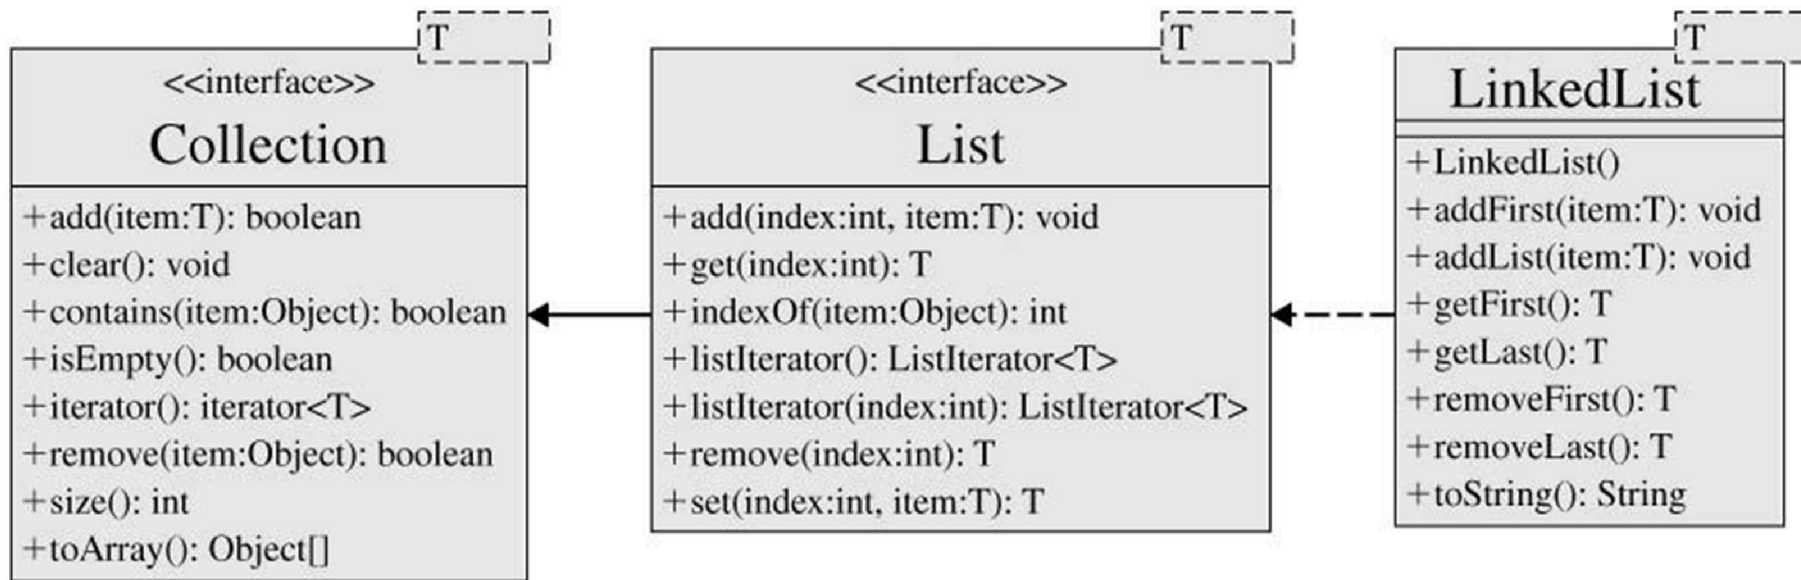 T
<<interface>>
Collection
+add(item:T): boolean
+clear(): void
+contains(item:Object): boolean
+isEmpty(): boolean
+iterator(): iterator<T>
+remove(item:Object): boolean
+size(): int
+toArray(): Object[]
T
<<interface>>
List
+add(index:int, item:T): void
+get(index:int): T
+indexOf(item:Object): int
+listIterator(): ListIterator<T>
+listIterator(index:int): ListIterator<T>
+remove(index:int): T
+set(index:int, item:T): T
T
LinkedList
+LinkedList()
+addFirst(item:T): void
+addList(item:T): void
+getFirst(): T
+getLast(): T
+removeFirst(): T
+removeLast(): T
+toString(): String